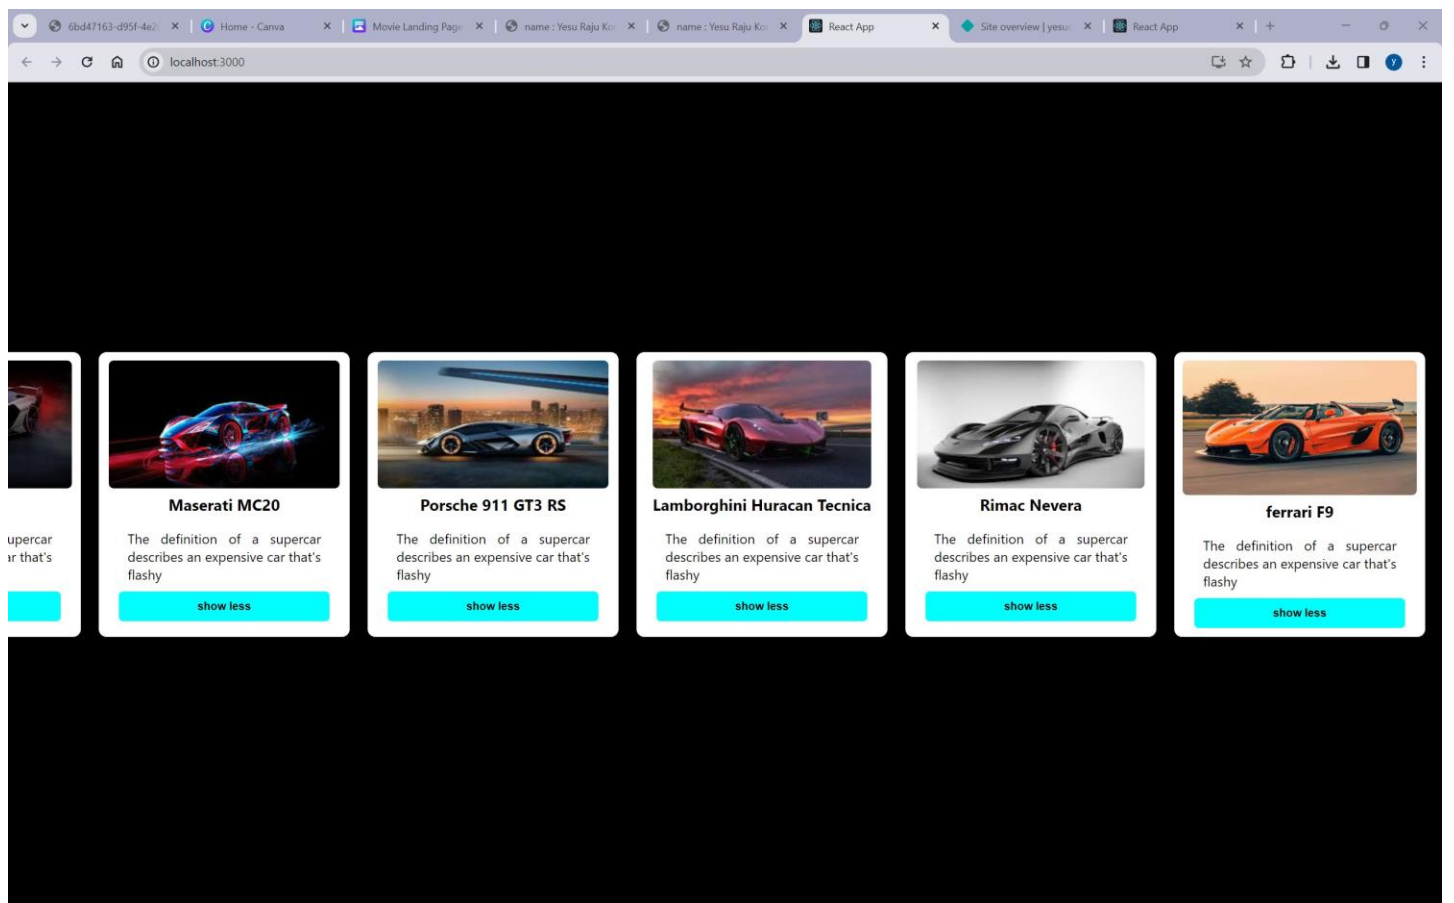 6bd47163-d95f-4e2
Home - Canva
Movie Landing Page
name : Yesu Raju Ko
name : Yesu Raju Ko
React App
Site overview | yesu
React App
localhost:3000
y
upercar
ar that's
Maserati MC20
The definition of a supercar
describes an expensive car that's
flashy
show less
Porsche 911 GT3 RS
The definition of a supercar
describes an expensive car that's
flashy
show less
Lamborghini Huracan Tecnica
The definition of a supercar
describes an expensive car that's
flashy
show less
Rimac Nevera
The definition of a supercar
describes an expensive car that's
flashy
show less
ferrari F9
The definition of a supercar
describes an expensive car that's
flashy
show less